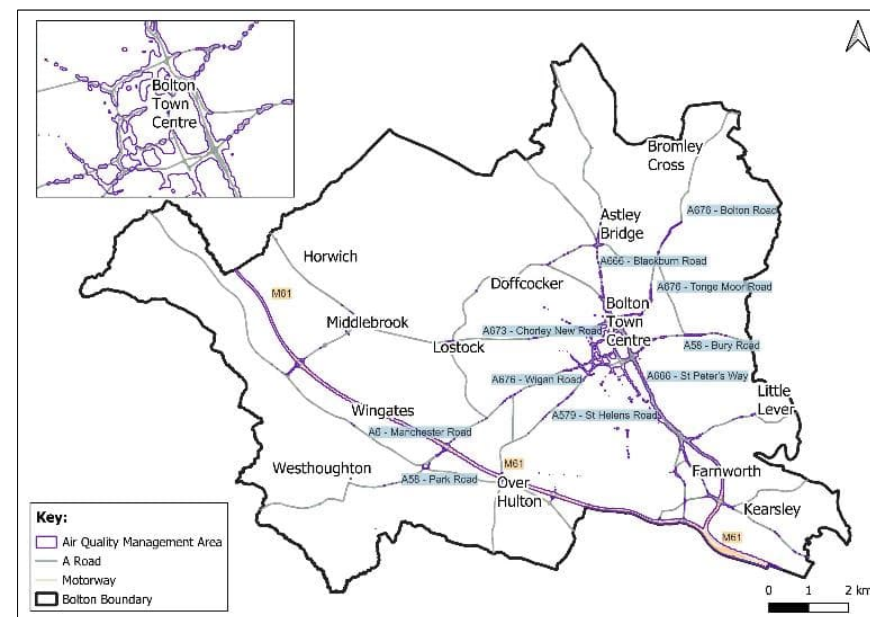 Bolton
Town
Centre
Bromley
Cross
A676 - Bolton Road
Astley
Bridge
A666 - Blackburn Road
Horwich
M61
Doffcocker
A676 - Tonge Moor Road
Bolton
Town
Centre
Middlebrook
A673 - Chorley New Road
Lostock
A58 - Bury Road
A676 - Wigan Road
A666 - St Peter's Way
Little
Lever
Wingates
A579 - St Helens Road
A6 - Manchester Road
M61
Westhoughton
A58 - Park Road
Over
Hulton
Farnworth
Kearsley
M61
Key:
Air Quality Management Area
A Road
Motorway
Bolton Boundary
0 1 2 km